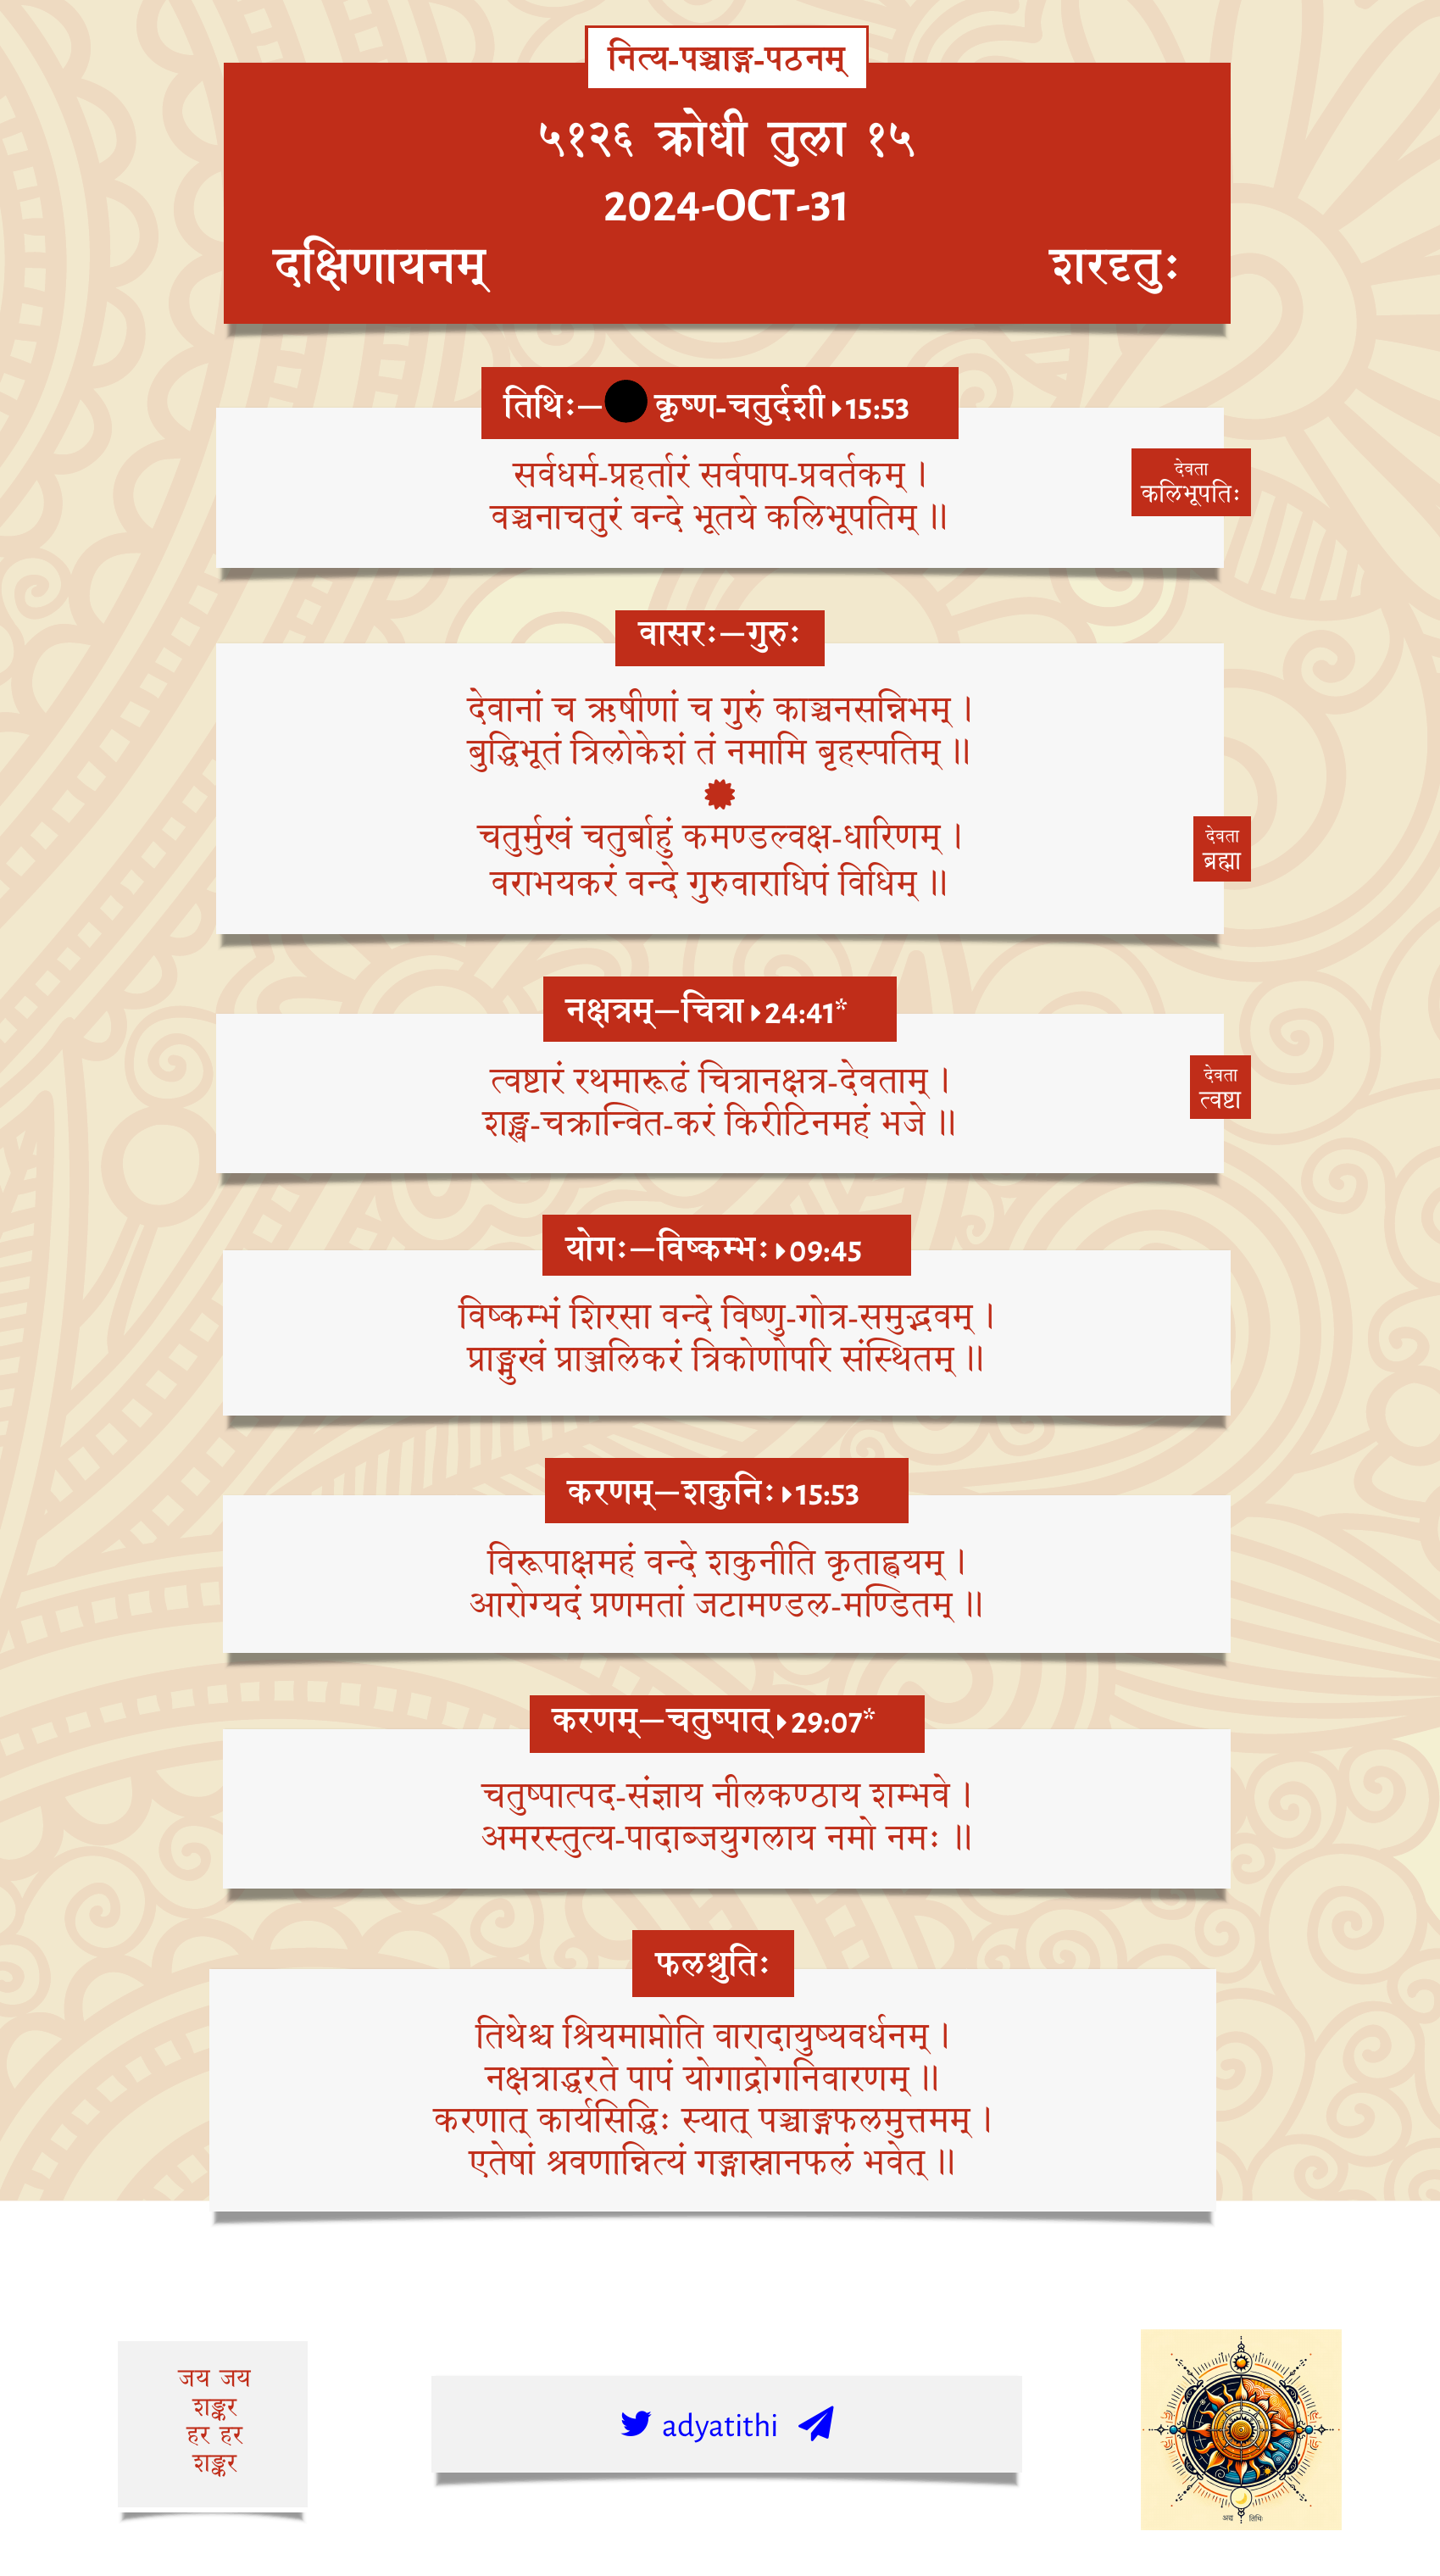 नित्य-पञ्चाङ्ग-पठनम्
५१२६ क्रोधी तुला १५
2024-OCT-31
दक्षिणायनम्
शरदृतुः
तिथिः—कृष्ण-चतुर्दशी 15:53
सर्वधर्म-प्रहर्तारं सर्वपाप-प्रवर्तकम् ।
वञ्चनाचतुरं वन्दे भूतये कलिभूपतिम् ॥
देवता
कलिभूपतिः
वासरः—गुरुः
देवानां च ऋषीणां च गुरुं काञ्चनसन्निभम् ।
बुद्धिभूतं त्रिलोकेशं तं नमामि बृहस्पतिम् ॥
चतुर्मुखं चतुर्बाहुं कमण्डल्वक्ष-धारिणम् ।
वराभयकरं वन्दे गुरुवाराधिपं विधिम् ॥
देवता
ब्रह्मा
नक्षत्रम्—चित्रा 24:41*
त्वष्टारं रथमारूढं चित्रानक्षत्र-देवताम् ।
शङ्ख-चक्रान्वित-करं किरीटिनमहं भजे ॥
देवता
त्वष्टा
योगः—विष्कम्भः 09:45
विष्कम्भं शिरसा वन्दे विष्णु-गोत्र-समुद्भवम् ।
प्राङ्मुखं प्राञ्जलिकरं त्रिकोणोपरि संस्थितम् ॥
करणम्—शकुनिः 15:53
विरूपाक्षमहं वन्दे शकुनीति कृताह्वयम् ।
आरोग्यदं प्रणमतां जटामण्डल-मण्डितम् ॥
करणम्—चतुष्पात् 29:07*
चतुष्पात्पद-संज्ञाय नीलकण्ठाय शम्भवे ।
अमरस्तुत्य-पादाब्जयुगलाय नमो नमः ॥
फलश्रुतिः
तिथेश्च श्रियमाप्नोति वारादायुष्यवर्धनम् ।
नक्षत्राद्धरते पापं योगाद्रोगनिवारणम् ॥
करणात् कार्यसिद्धिः स्यात् पञ्चाङ्गफलमुत्तमम् ।
एतेषां श्रवणान्नित्यं गङ्गास्नानफलं भवेत् ॥
जय जय
शङ्कर
हर हर
शङ्कर
adyatithi
अद्य तिथिः